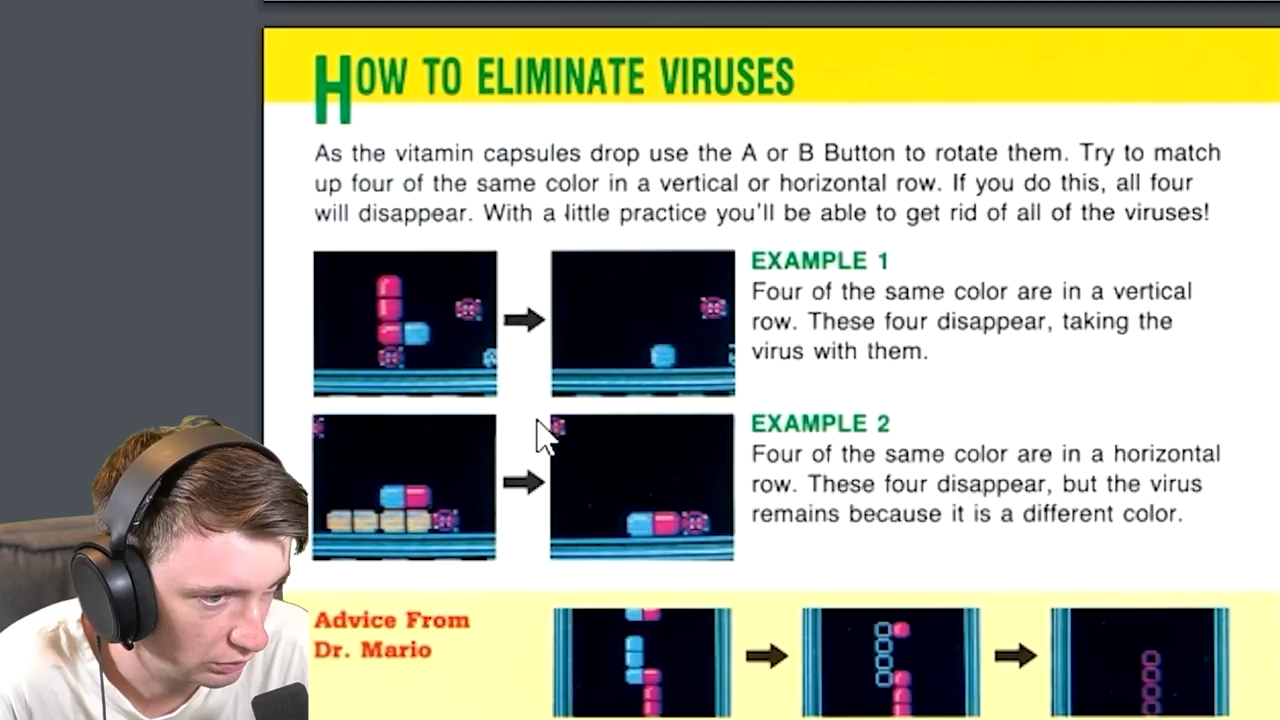 HOW TO ELIMINATE VIRUSES
As the vitamin capsules drop use the A or B Button to rotate them. Try to match
up four of the same color in a vertical or horizontal row. If you do this, all four
will disappear. With a little practice you'll be able to get rid of all of the viruses!
EXAMPLE 1
Four of the same color are in a vertical
row. These four disappear, taking the
virus with them.
EXAMPLE 2
Four of the same color are in a horizontal
row. These four disappear, but the virus
remains because it is a different color.
Advice From
Dr. Mario